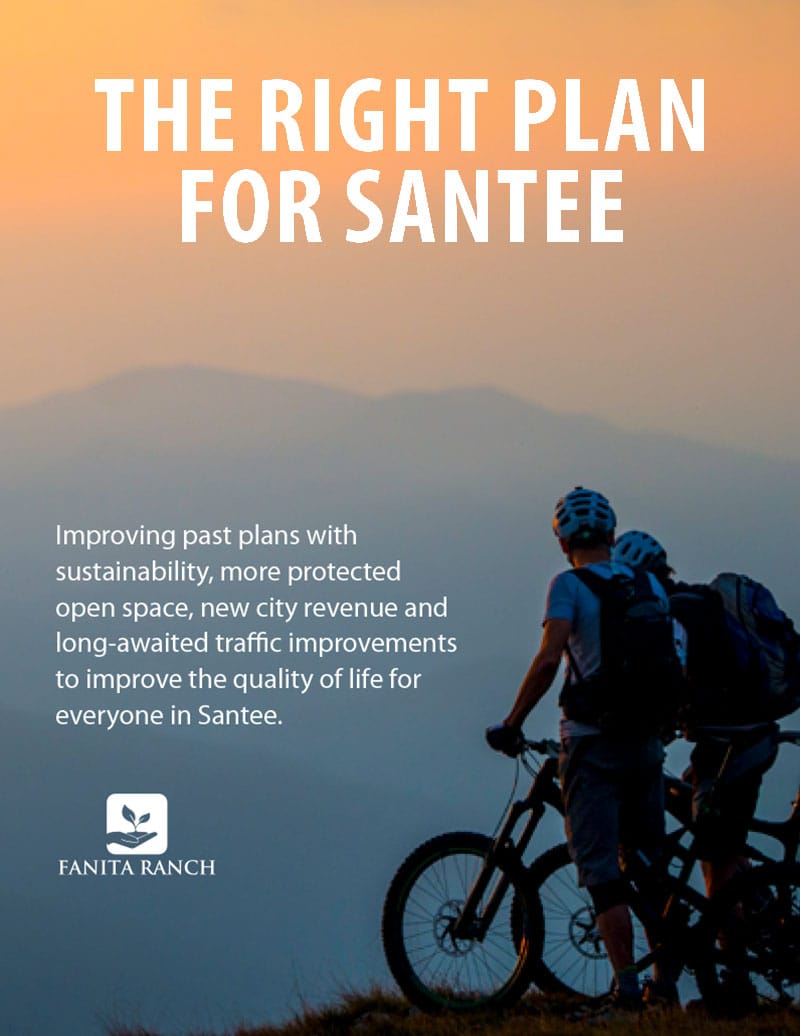 THE RIGHT PLAN
FOR SANTEE
Improving past plans with
sustainability, more protected
open space, new city revenue and
long-awaited traffic improvements
to improve the quality of life for
everyone in Santee.
FANITA RANCH